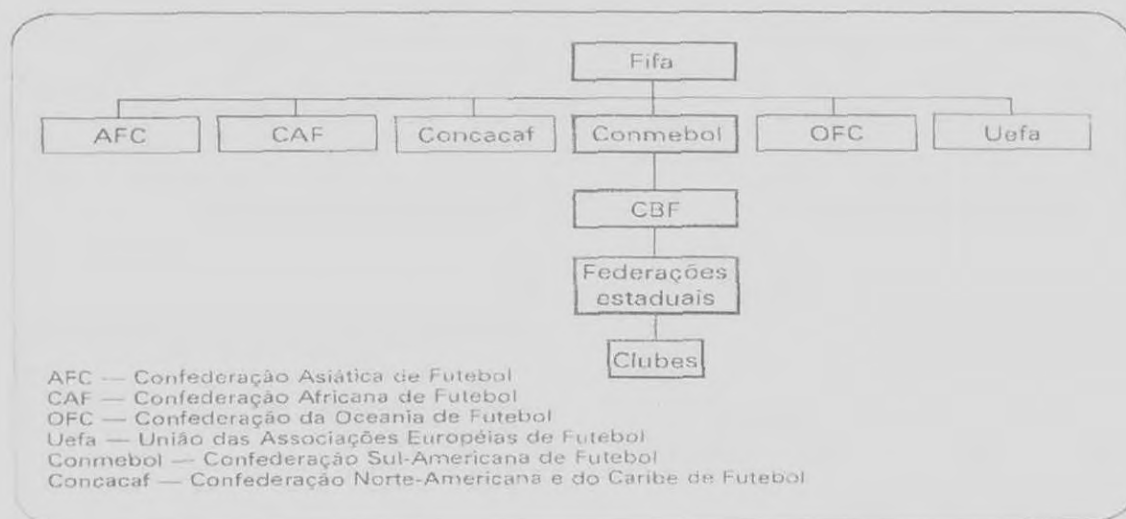 Fifa
AFC
CAF
Concacaf
Conmebol
OFC
Uefa
CBF
Federações
estaduais
Clubes
AFC — Confederação Asiática de Futebol
CAF — Confederação Africana de Futebol
OFC — Confederação da Oceania de Futebol
Uefa — União das Associações Européias de Futebol
Conmebol — Confederação Sul-Americana de Futebol
Concacaf — Confederação Norte-Americana e do Caribe de Futebol